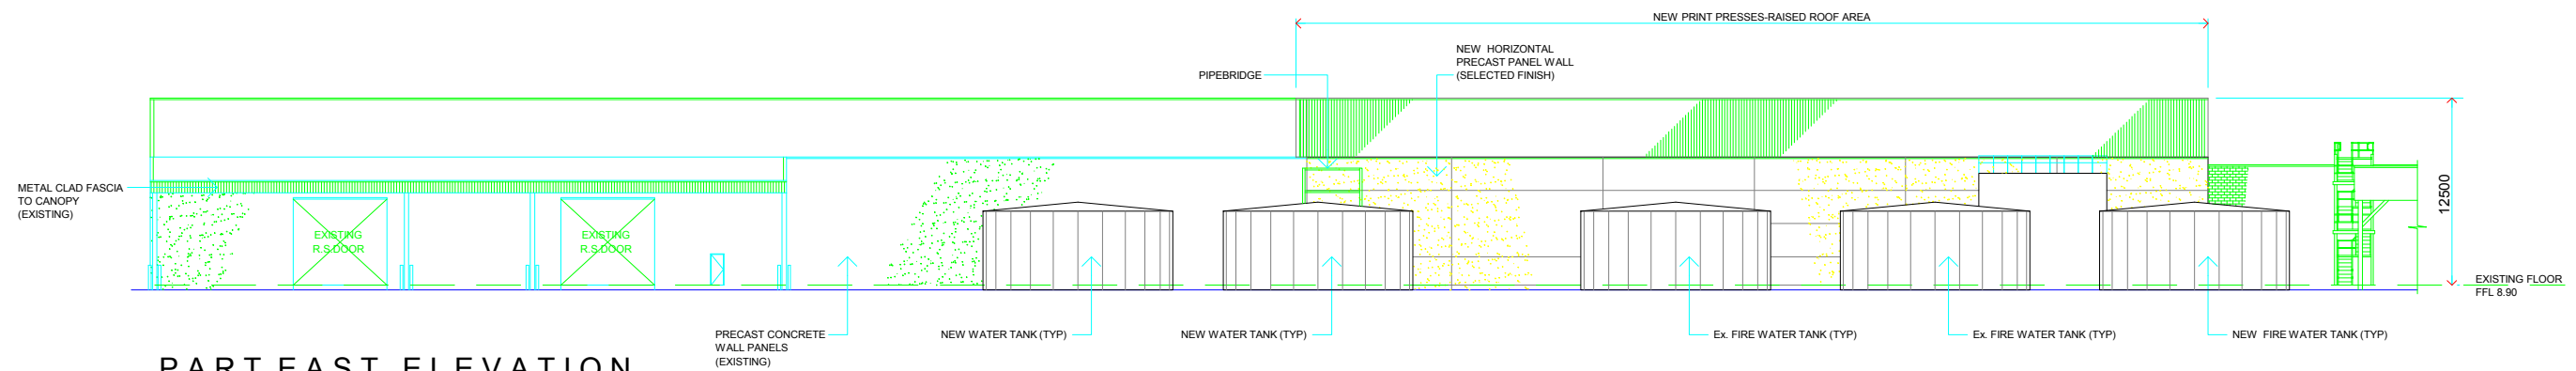 NEW PRINT PRESSES-RAISED ROOF AREA
NEW HORIZONTAL
PRECAST PANEL WALL
(SELECTED FINISH)
PIPEBRIDGE
METAL CLAD FASCIA
TO CANOPY
(EXISTING)
EXISTING
R.S.DOOR
EXISTING
R.S.DOOR
12500
EXISTING FLOOR
FFL 8.90
PRECAST CONCRETE
WALL PANELS
(EXISTING)
NEW WATER TANK (TYP)
NEW WATER TANK (TYP)
Ex. FIRE WATER TANK (TYP)
Ex. FIRE WATER TANK (TYP)
NEW FIRE WATER TANK (TYP)
PART EAST ELEVATION